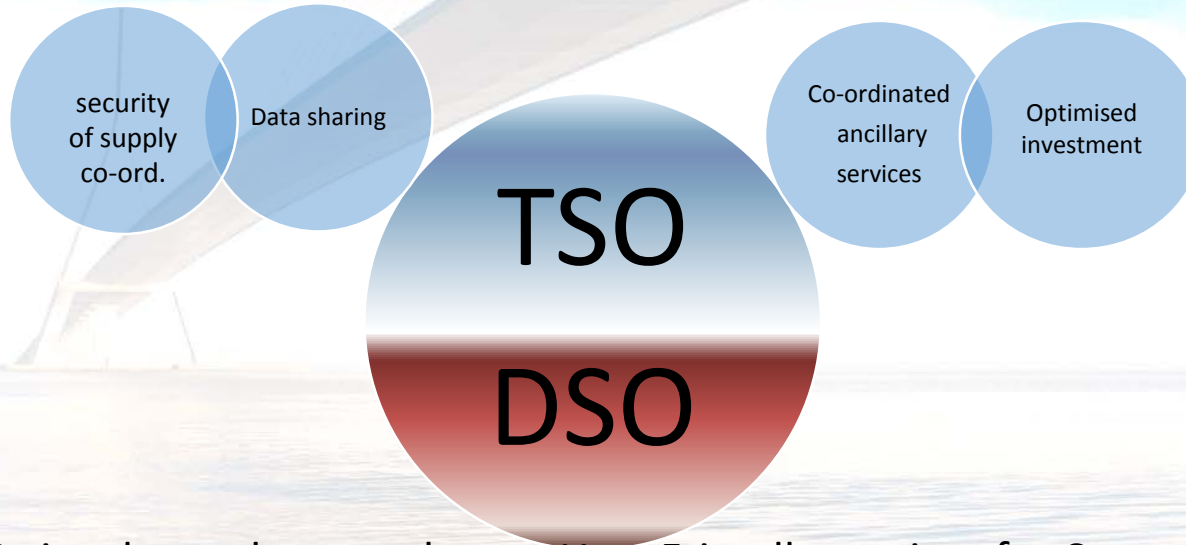 security
of supply
co-ord.
Data sharing
Co-ordinated
ancillary
services
Optimised
investment
TSO
DSO